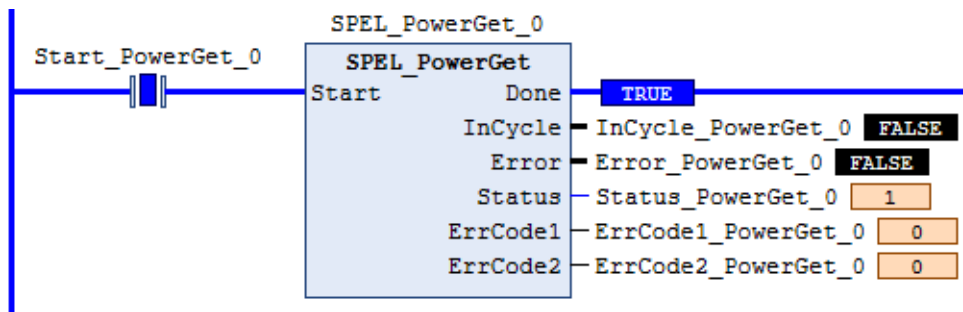 SPEL_PowerGet_0
Start_PowerGet_0
SPEL_PowerGet
Start Done TRUE
InCycle InCycle_PowerGet_0 FALSE
Error Error_PowerGet_0 FALSE
Status Status_PowerGet_0 1
ErrCode1 ErrCode1_PowerGet_0 0
ErrCode2 ErrCode2_PowerGet_0 0